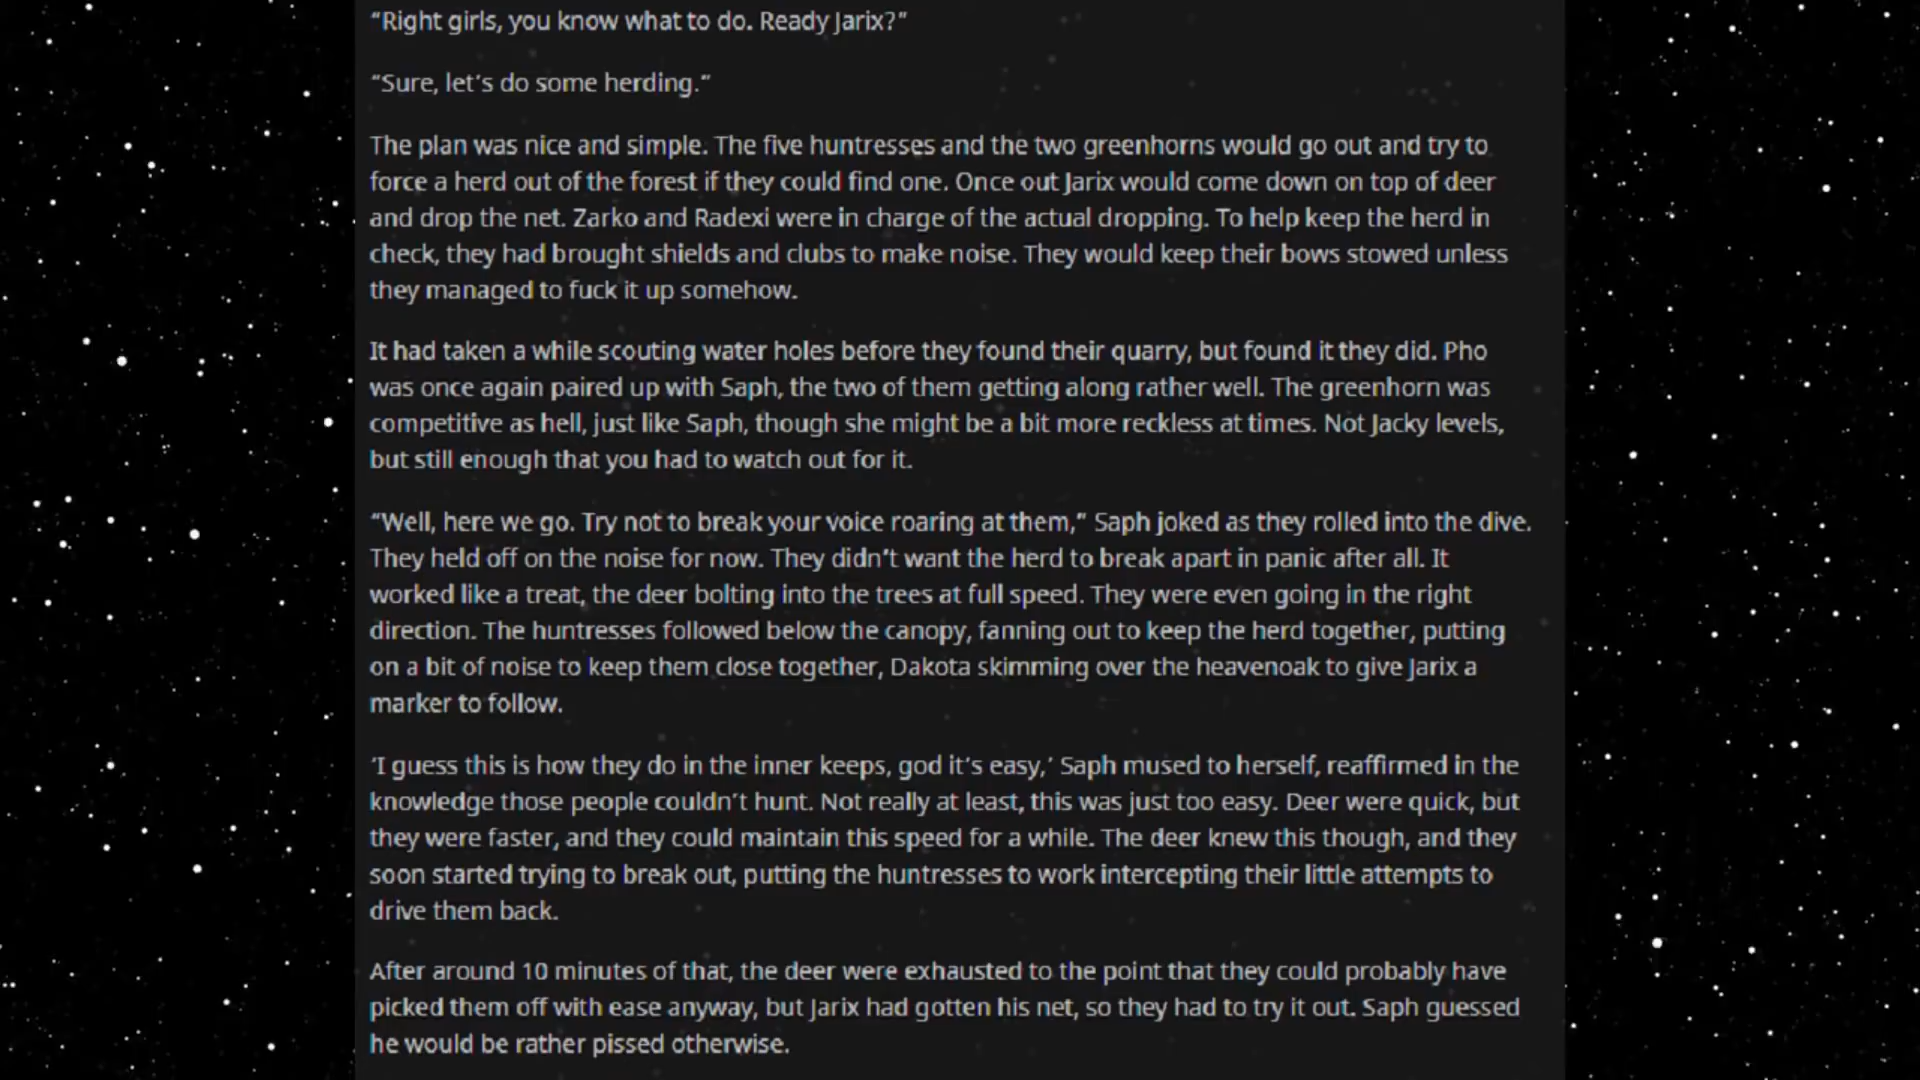 “Right girls, you know what to do. Ready Jarix?”
“Sure, let’s do some herding.”
The plan was nice and simple. The five huntresses and the two greenhorns would go out and try to
force a herd out of the forest if they could find one. Once out Jarix would come down on top of deer
and drop the net. Zarko and Radexi were in charge of the actual dropping. To help keep the herd in
check, they had brought shields and clubs to make noise. They would keep their bows stowed unless
they managed to fuck it up somehow.
It had taken a while scouting water holes before they found their quarry, but found it they did. Pho
was once again paired up with Saph, the two of them getting along rather well. The greenhorn was
competitive as hell, just like Saph, though she might be a bit more reckless at times. Not Jacky levels,
but still enough that you had to watch out for it.
“Well, here we go. Try not to break your voice roaring at them,” Saph joked as they rolled into the dive.
They held off on the noise for now. They didn’t want the herd to break apart in panic after all. It
worked like a treat, the deer bolting into the trees at full speed. They were even going in the right
direction. The huntresses followed below the canopy, fanning out to keep the herd together, putting
on a bit of noise to keep them close together, Dakota skimming over the heavenoak to give Jarix a
marker to follow.
‘I guess this is how they do in the inner keeps, god it’s easy,’ Saph mused to herself, reaffirmed in the
knowledge those people couldn’t hunt. Not really at least, this was just too easy. Deer were quick, but
they were faster, and they could maintain this speed for a while. The deer knew this though, and they
soon started trying to break out, putting the huntresses to work intercepting their little attempts to
drive them back.
After around 10 minutes of that, the deer were exhausted to the point that they could probably have
picked them off with ease anyway, but Jarix had gotten his net, so they had to try it out. Saph guessed
he would be rather pissed otherwise.